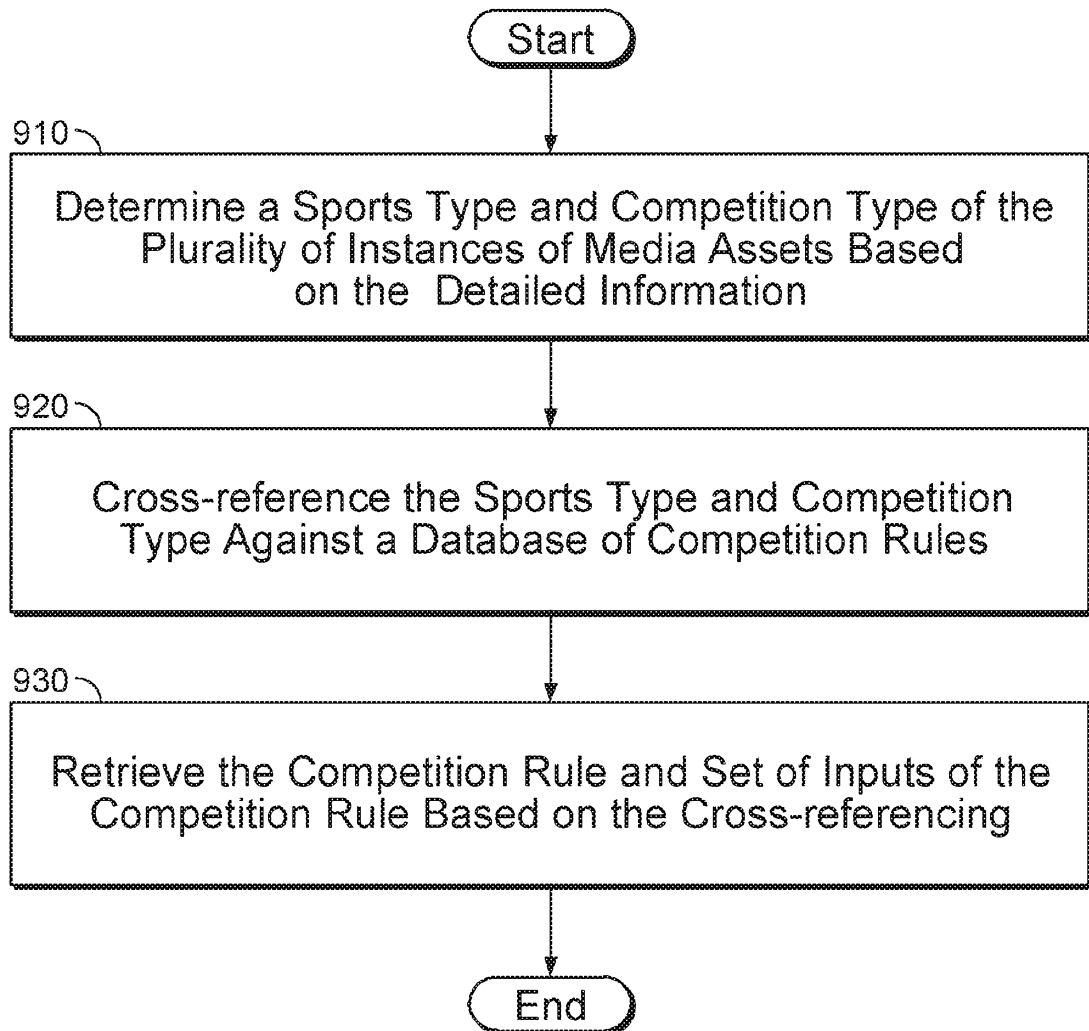 Start
910
Determine a Sports Type and Competition Type of the
Plurality of Instances of Media Assets Based
on the Detailed Information
920
Cross-reference the Sports Type and Competition
Type Against a Database of Competition Rules
930
Retrieve the Competition Rule and Set of Inputs of the
Competition Rule Based on the Cross-referencing
End